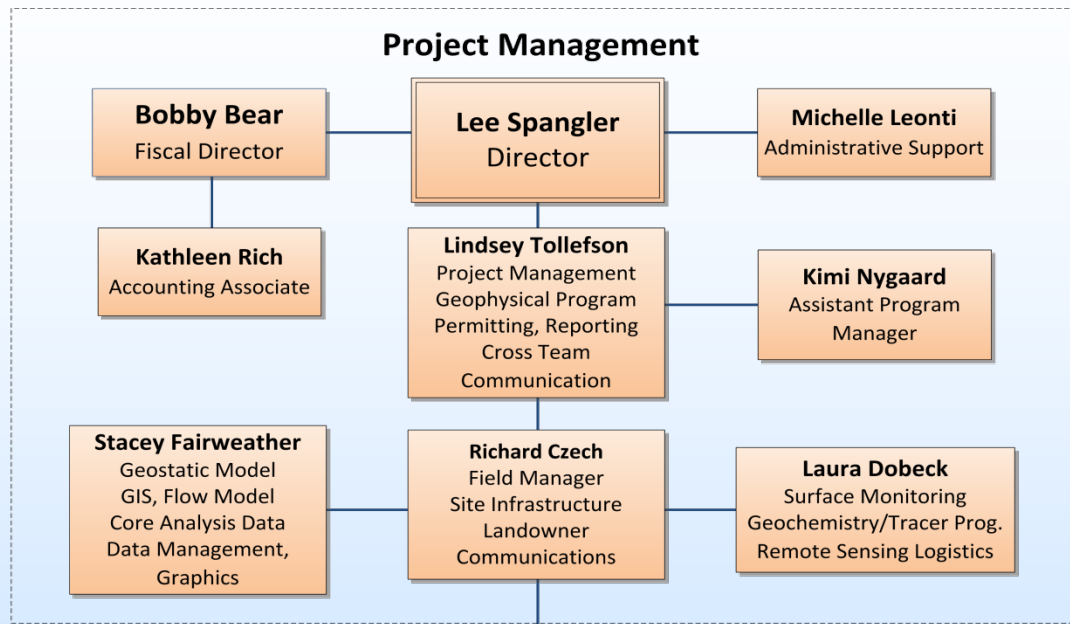 Project Management
Bobby Bear
Fiscal Director
Lee Spangler
Director
Michelle Leonti
Administrative Support
Kathleen Rich
Accounting Associate
Lindsey Tollefson
Project Management
Geophysical Program
Permitting, Reporting
Cross Team
Communication
Kimi Nygaard
Assistant Program
Manager
Stacey Fairweather
Geostatic Model
GIS, Flow Model
Core Analysis Data
Data Management,
Graphics
Richard Czech
Field Manager
Site Infrastructure
Landowner
Communications
Laura Dobeck
Surface Monitoring
Geochemistry/Tracer Prog.
Remote Sensing Logistics